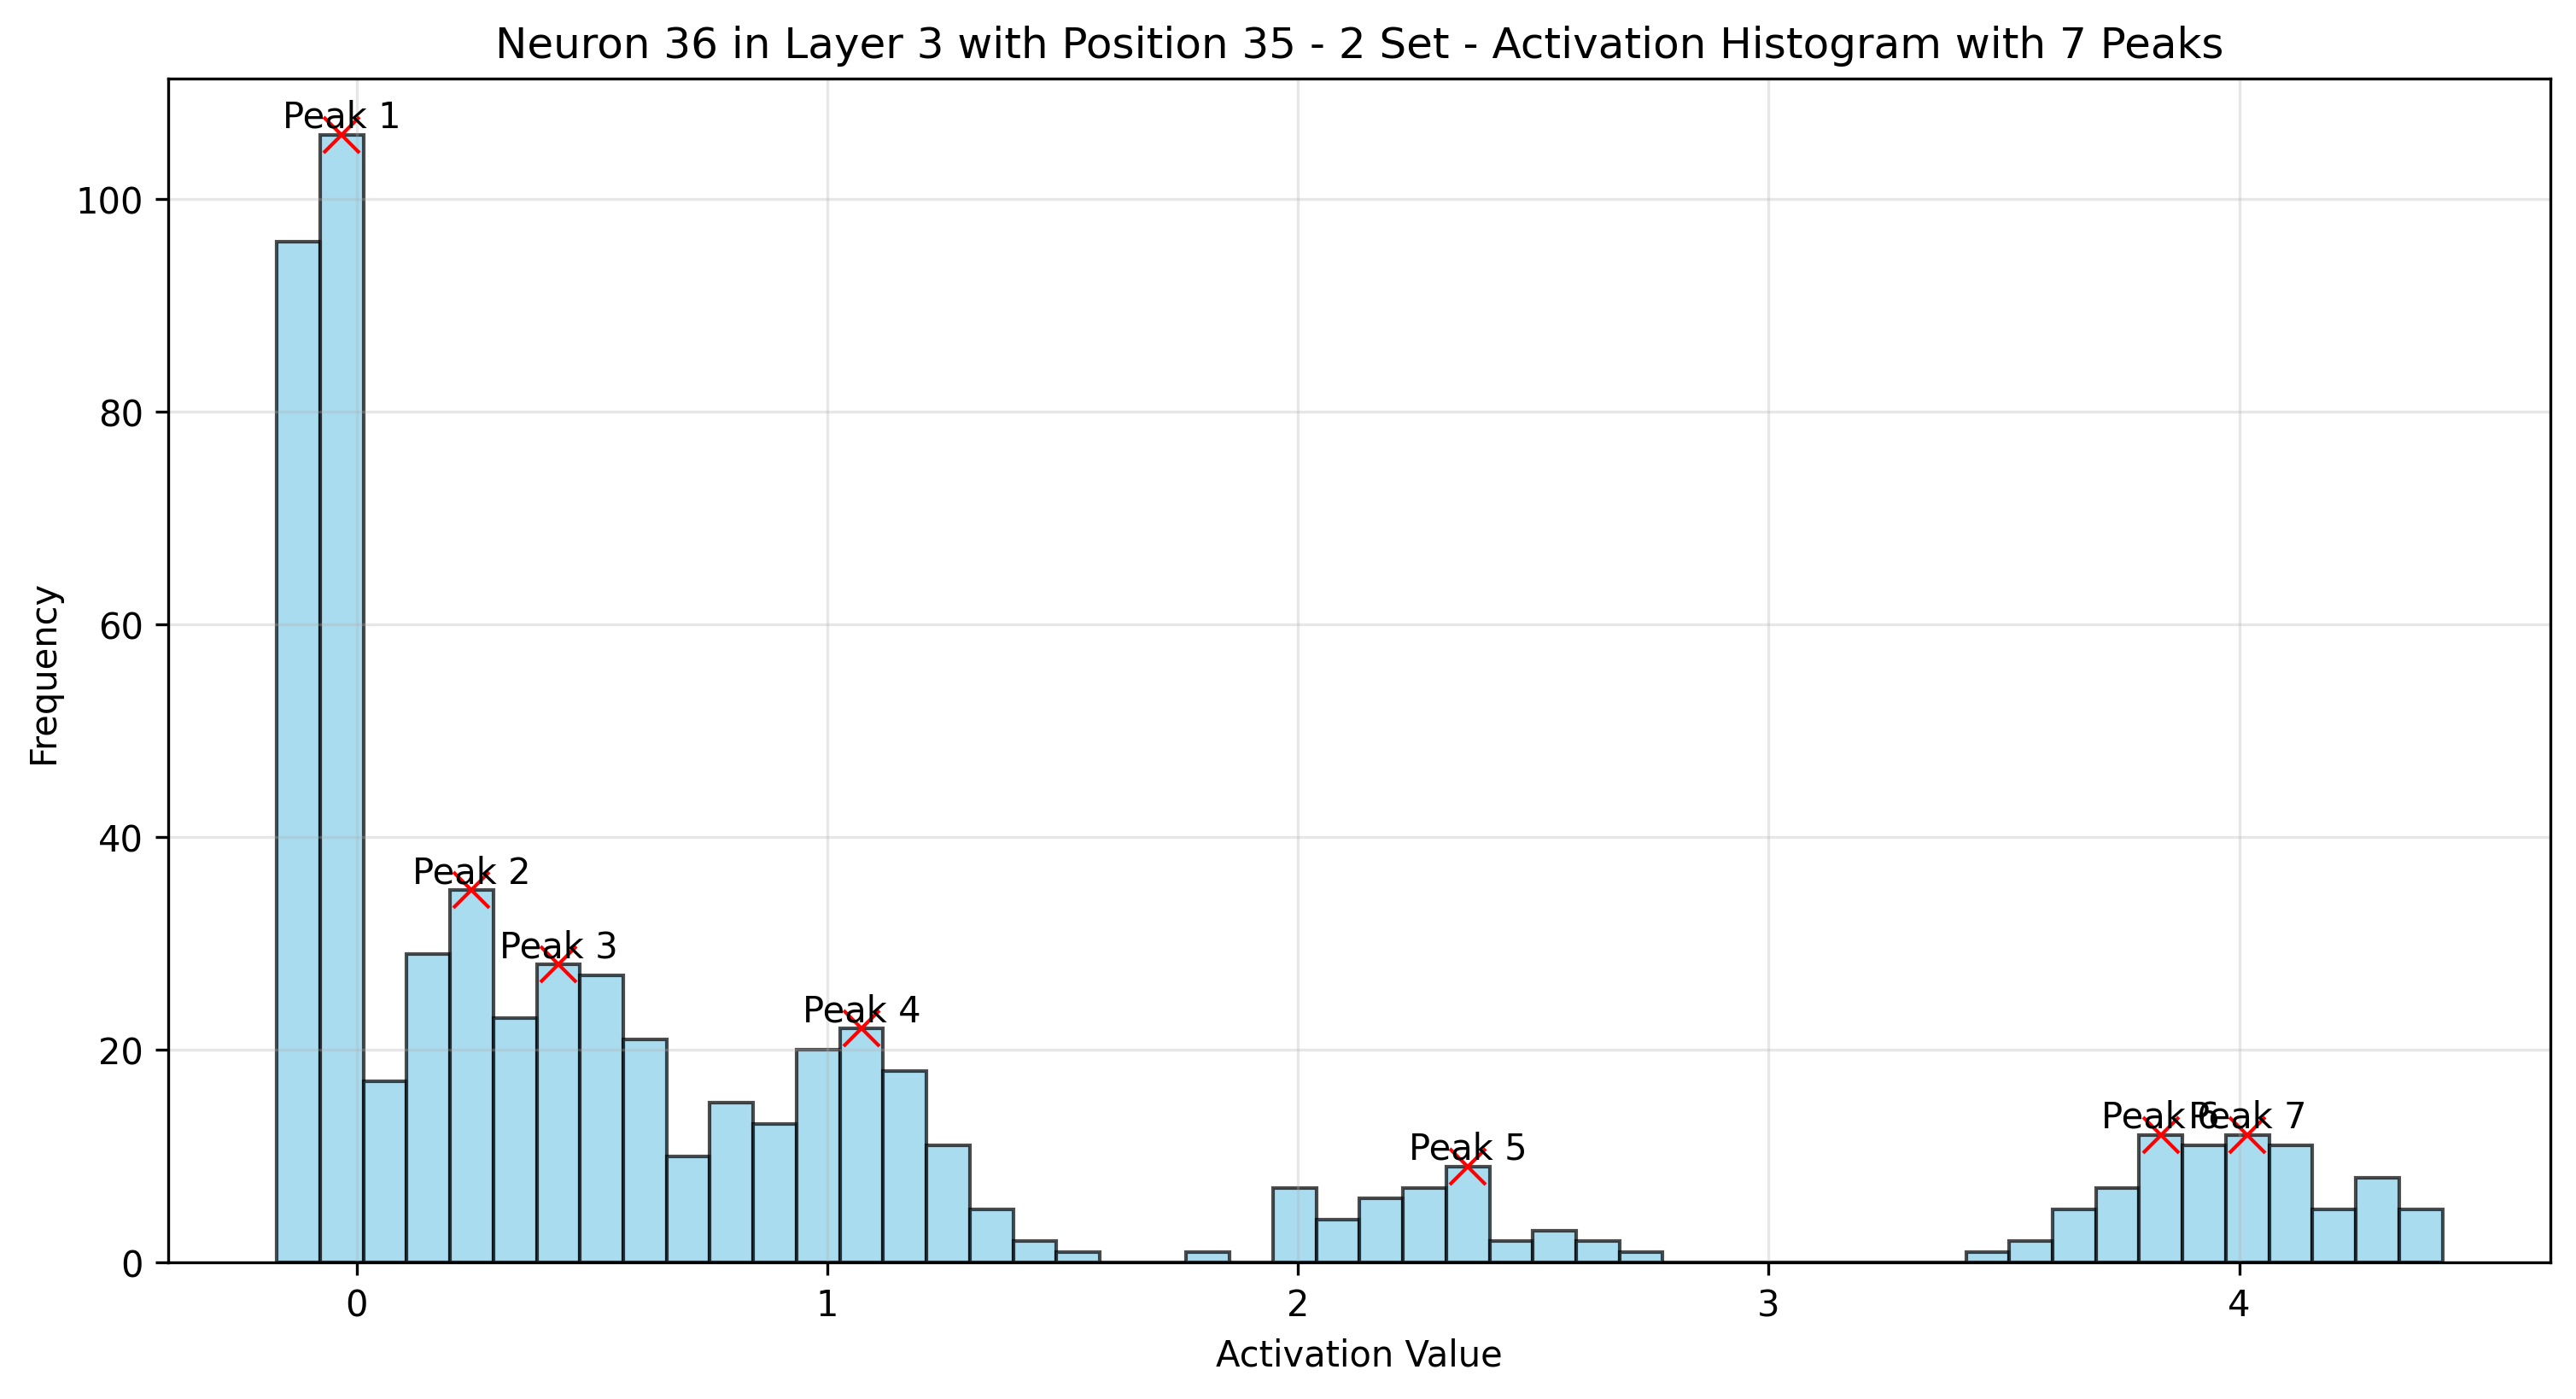 Neuron 36 in Layer 3 with Position 35 - 2 Set - Activation Histogram with 7 Peaks
Peak 1
100
80
Frequency
60
40
Peak 2
Peak 3
Peak 4
20
Peak 5
Peak 6
Peak 7
0
0 1 2 3 4
Activation Value